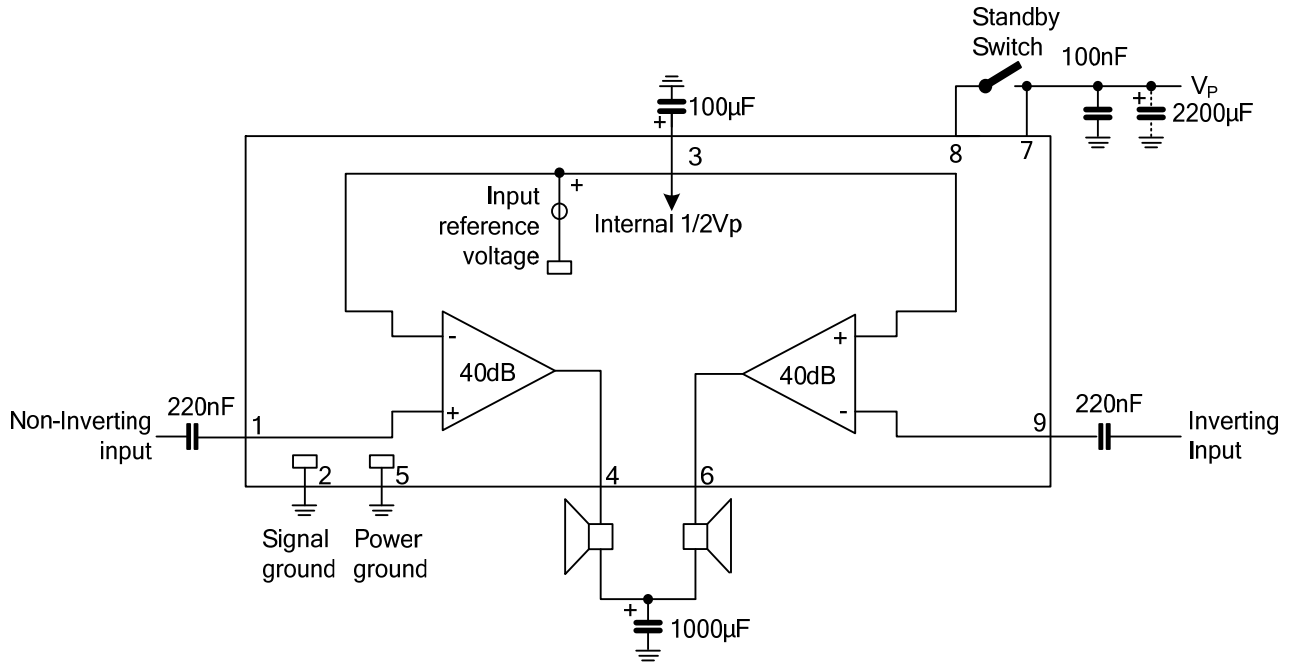 Standby
Switch
100nF
V_P
+
2200µF
100µF
+
3
8
7
Input
reference
voltage
+
Internal 1/2Vp
-
40dB
+
+
40dB
-
Non-Inverting
input
220nF
1
9
220nF
Inverting
Input
2
5
4
6
Signal
ground
Power
ground
+
1000µF